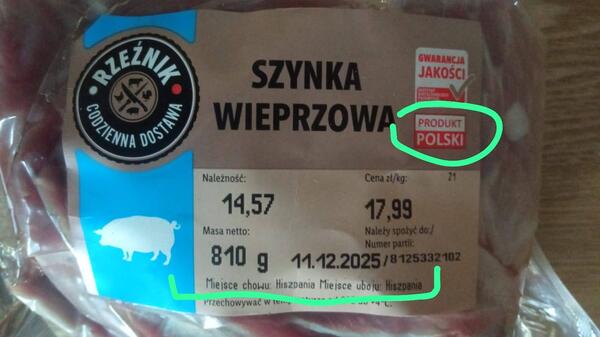 RZEŹNIK
CODZIENNA DOSTAWA
SZYNKA
WIEPRZOWA
GWARANCJA
JAKOŚCI
PRODUKT
POLSKI
Należność:
Cena zł/kg:
21
14,57
17,99
Masa netto:
Należy spożyć do:/
Numer partii:
810 g
11.12.2025/8125332102
Miejsce chowu: Hiszpania Miejsce uboju: Hiszpania
Przechowywać w